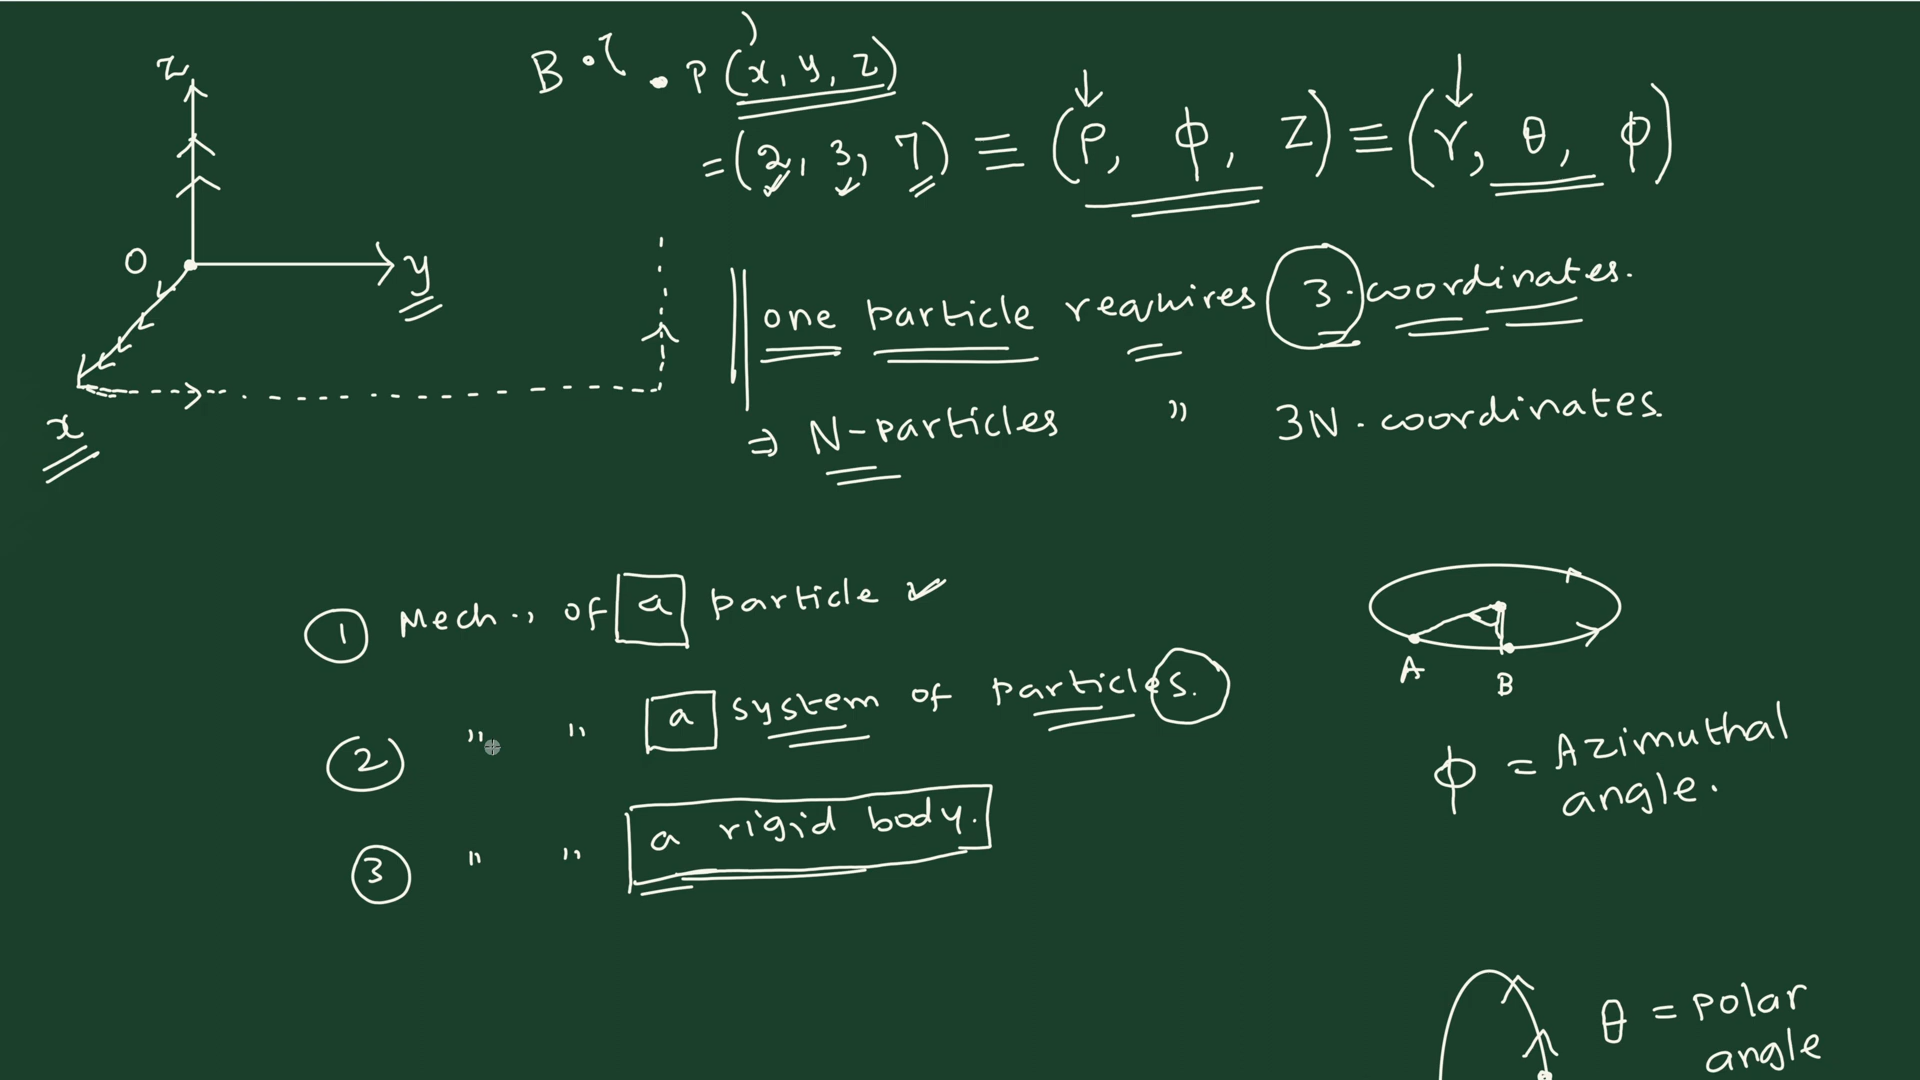 z
O
y
x
B
P (x, y, z)
= (2, 3, 7) ≡ (ρ, φ, z) ≡ (r, θ, φ)
one particle requires 3 coordinates.
⇒ N-particles " 3N coordinates.
① Mech., of a particle ✓
② " " a system of particles.
③ " " a rigid body.
A
B
φ = Azimuthal
angle.
θ = polar
angle